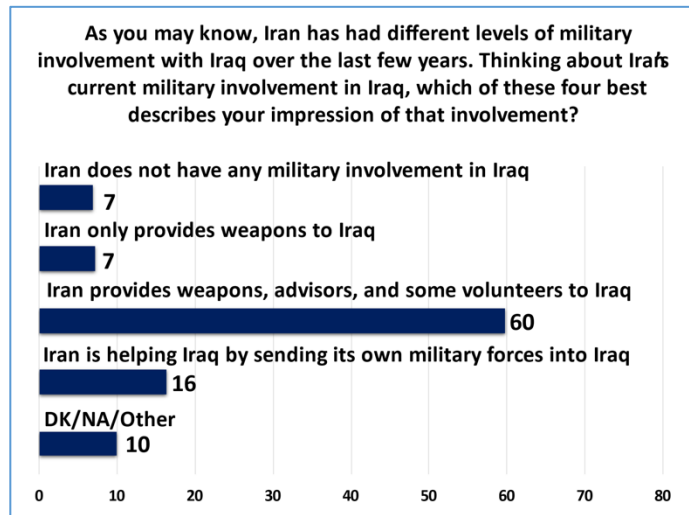 As you may know, Iran has had different levels of military
involvement with Iraq over the last few years. Thinking about Iran's
current military involvement in Iraq, which of these four best
describes your impression of that involvement?
Iran does not have any military involvement in Iraq
7
Iran only provides weapons to Iraq
7
Iran provides weapons, advisors, and some volunteers to Iraq
60
Iran is helping Iraq by sending its own military forces into Iraq
16
DK/NA/Other
10
0 10 20 30 40 50 60 70 80